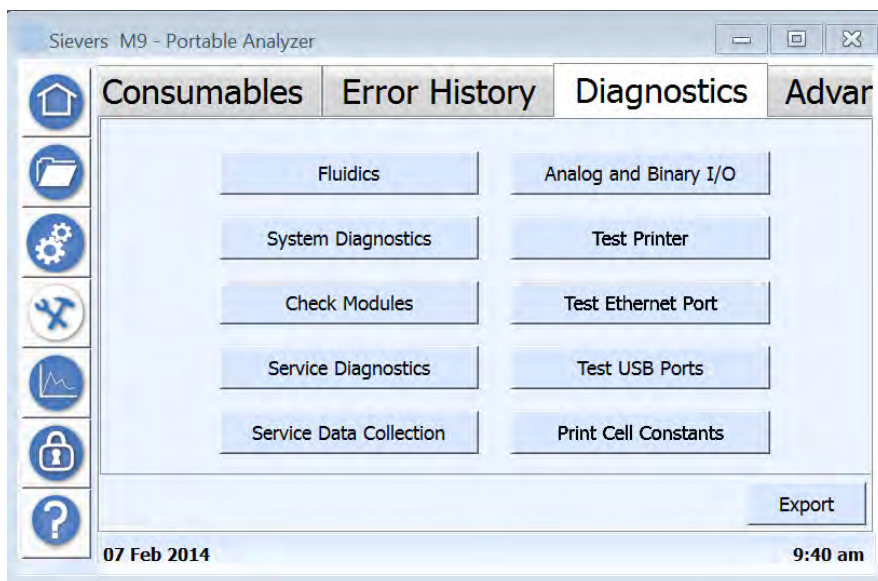 Sievers M9 - Portable Analyzer
Consumables Error History Diagnostics Advar
Fluidics Analog and Binary I/O
System Diagnostics Test Printer
Check Modules Test Ethernet Port
Service Diagnostics Test USB Ports
Service Data Collection Print Cell Constants
Export
07 Feb 2014 9:40 am